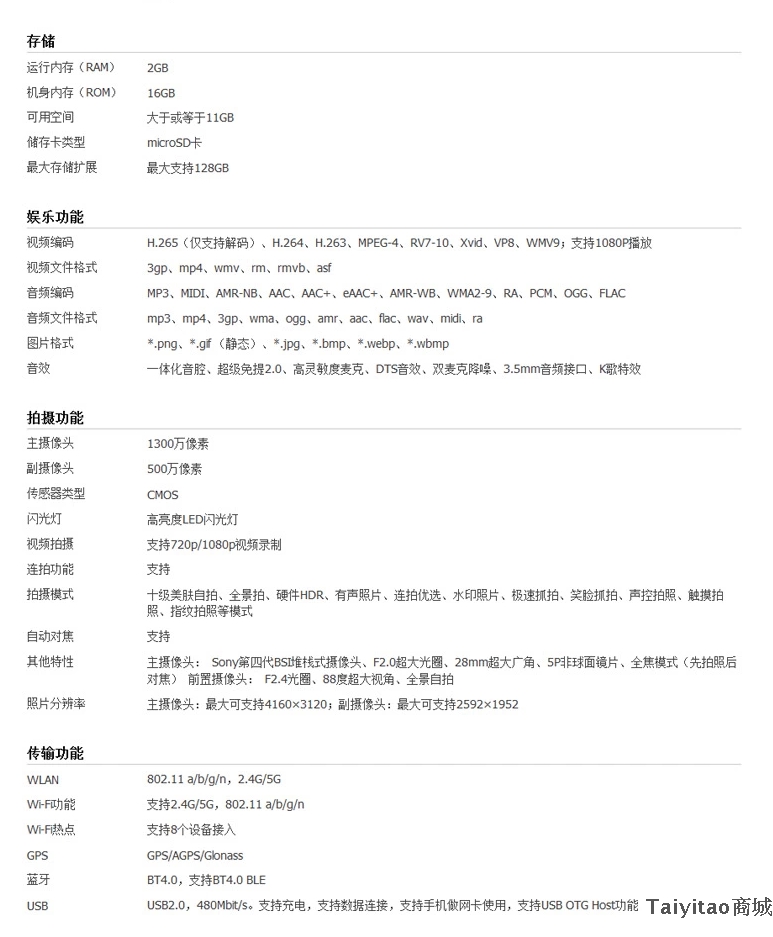 存储
运行内存（RAM） 2GB
机身内存（ROM） 16GB
可用空间 大于或等于11GB
储存卡类型 microSD卡
最大存储扩展 最大支持128GB
娱乐功能
视频编码 H.265（仅支持解码）、H.264、H.263、MPEG-4、RV7-10、Xvid、VP8、WMV9；支持1080P播放
视频文件格式 3gp、mp4、wmv、rm、rmvb、asf
音频编码 MP3、MIDI、AMR-NB、AAC、AAC+、eAAC+、AMR-WB、WMA2-9、RA、PCM、OGG、FLAC
音频文件格式 mp3、mp4、3gp、wma、ogg、amr、aac、flac、wav、midi、ra
图片格式 *.png、*.gif（静态）、*.jpg、*.bmp、*.webp、*.wbmp
音效 一体化音腔、超级免提2.0、高灵敏度麦克、DTS音效、双麦克降噪、3.5mm音频接口、K歌特效
拍摄功能
主摄像头 1300万像素
副摄像头 500万像素
传感器类型 CMOS
闪光灯 高亮度LED闪光灯
视频拍摄 支持720p/1080p视频录制
连拍功能 支持
拍摄模式 十级美肤自拍、全景拍、硬件HDR、有声照片、连拍优选、水印照片、极速抓拍、笑脸抓拍、声控拍照、触摸拍
照、指纹拍照等模式
自动对焦 支持
其他特性 主摄像头： Sony第四代BSI堆栈式摄像头、F2.0超大光圈、28mm超大广角、5P非球面镜片、全焦模式（先拍照后
对焦） 前置摄像头： F2.4光圈、88度超大视角、全景自拍
照片分辨率 主摄像头：最大可支持4160×3120；副摄像头：最大可支持2592×1952
传输功能
WLAN 802.11 a/b/g/n，2.4G/5G
Wi-Fi功能 支持2.4G/5G，802.11 a/b/g/n
Wi-Fi热点 支持8个设备接入
GPS GPS/AGPS/Glonass
蓝牙 BT4.0，支持BT4.0 BLE
USB USB2.0，480Mbit/s。支持充电，支持数据连接，支持手机做网卡使用，支持USB OTG Host功能
Taiyitao商城